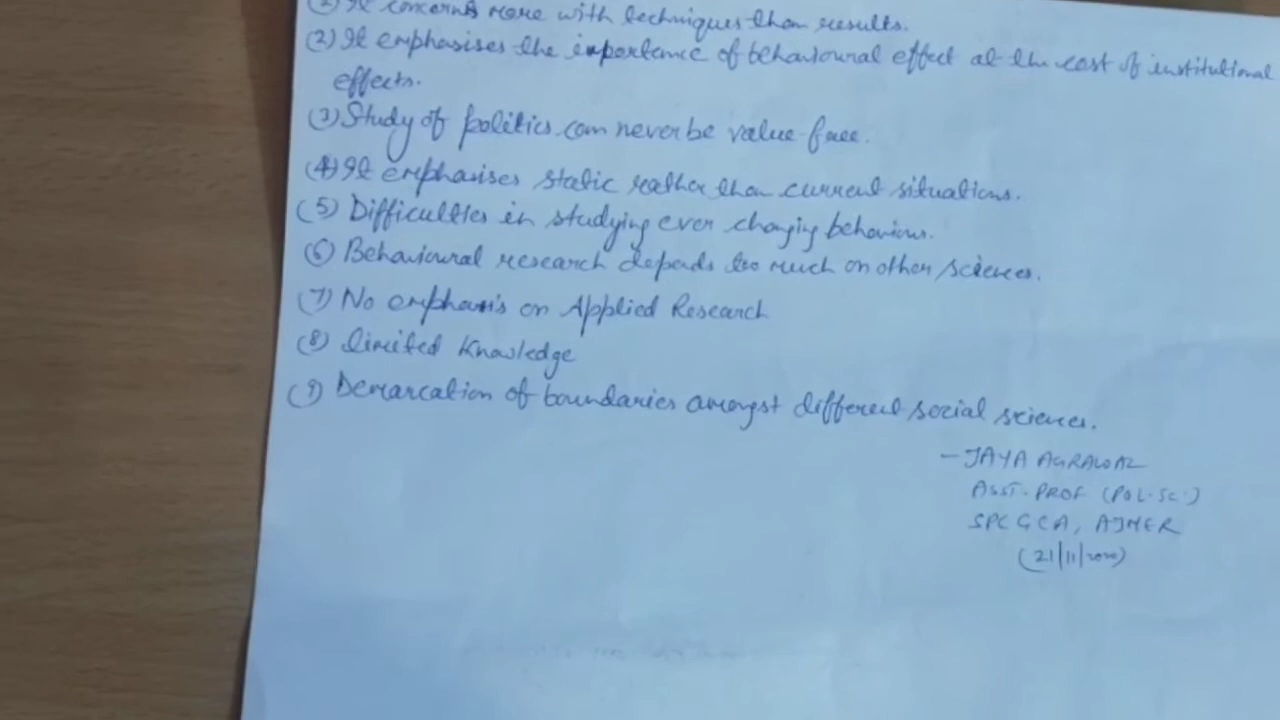 (1) It concerns more with techniques than results.
(2) It emphasises the importance of behavioural effect at the cost of institutional
effects.
(3) Study of politics can never be value free.
(4) It emphasises static rather than current situations.
(5) Difficulties in studying ever changing behaviour.
(6) Behavioural research depends too much on other sciences.
(7) No emphasis on Applied Research
(8) limited Knowledge
(9) Demarcation of boundaries amongst different social sciences.
- JAYA AGRAWAL
ASST. PROF (POL. SC.)
SPC GCA, AJMER
(21/11/2020)